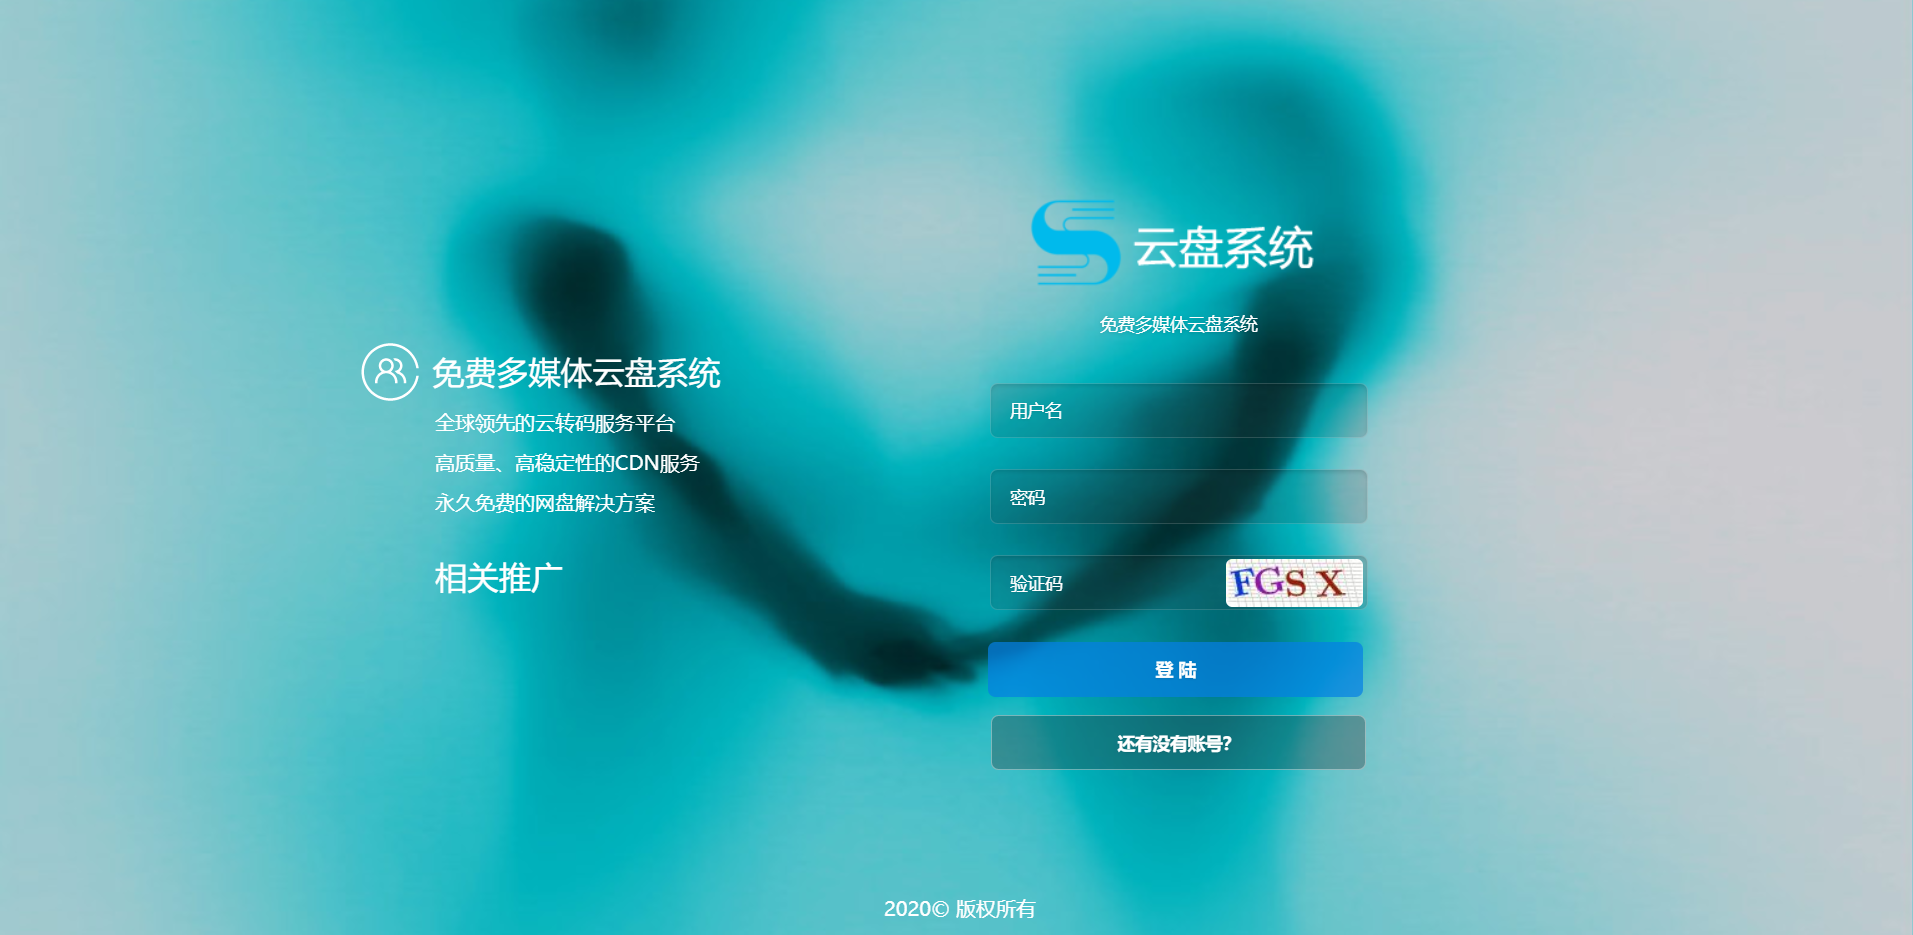 云盘系统
免费多媒体云盘系统
免费多媒体云盘系统
全球领先的云转码服务平台
高质量、高稳定性的CDN服务
永久免费的网盘解决方案
相关推广
用户名
密码
验证码
FGSX
登 陆
还有没有账号?
2020© 版权所有